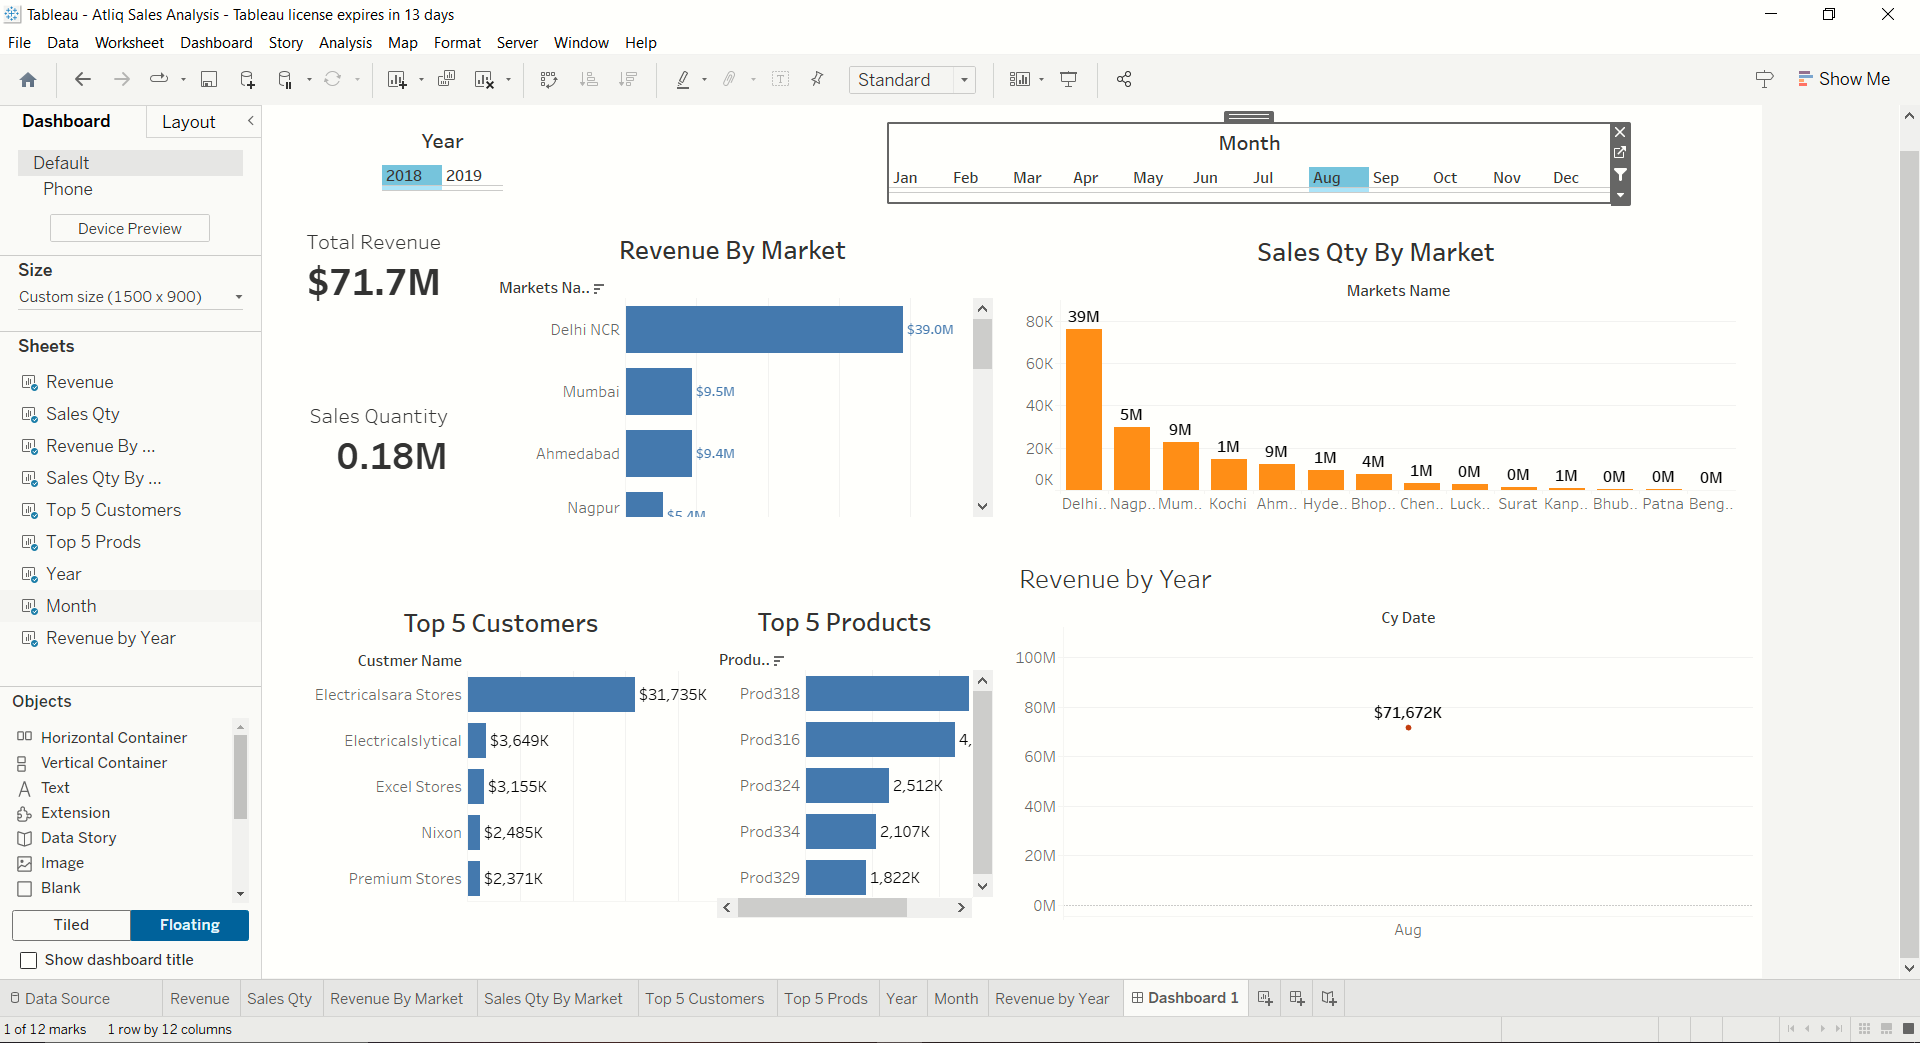 Tableau - Atliq Sales Analysis - Tableau license expires in 13 days
File Data Worksheet Dashboard Story Analysis Map Format Server Window Help
Standard
Show Me
Dashboard Layout
Default
Phone
Device Preview
Size
Custom size (1500 x 900)
Sheets
Revenue
Sales Qty
Revenue By ...
Sales Qty By ...
Top 5 Customers
Top 5 Prods
Year
Month
Revenue by Year
Objects
Horizontal Container
Vertical Container
Text
Extension
Data Story
Image
Blank
Tiled Floating
Show dashboard title
Year
2018 2019
Month
Jan Feb Mar Apr May Jun Jul Aug Sep Oct Nov Dec
Total Revenue
$71.7M
Sales Quantity
0.18M
Revenue By Market
Markets Na..
Delhi NCR $39.0M
Mumbai $9.5M
Ahmedabad $9.4M
Nagpur $5.4M
Sales Qty By Market
Markets Name
80K
60K
40K
20K
0K
39M 5M 9M 1M 9M 1M 4M 1M 0M 0M 1M 0M 0M 0M
Delhi.. Nagp.. Mum.. Kochi Ahm.. Hyde.. Bhop.. Chen.. Luck.. Surat Kanp.. Bhub.. Patna Beng..
Top 5 Customers
Custmer Name
Electricalsara Stores $31,735K
Electricalslytical $3,649K
Excel Stores $3,155K
Nixon $2,485K
Premium Stores $2,371K
Top 5 Products
Produ..
Prod318
Prod316 4,
Prod324 2,512K
Prod334 2,107K
Prod329 1,822K
Revenue by Year
Cy Date
100M
80M
60M
40M
20M
0M
$71,672K
Aug
Data Source Revenue Sales Qty Revenue By Market Sales Qty By Market Top 5 Customers Top 5 Prods Year Month Revenue by Year Dashboard 1
1 of 12 marks 1 row by 12 columns